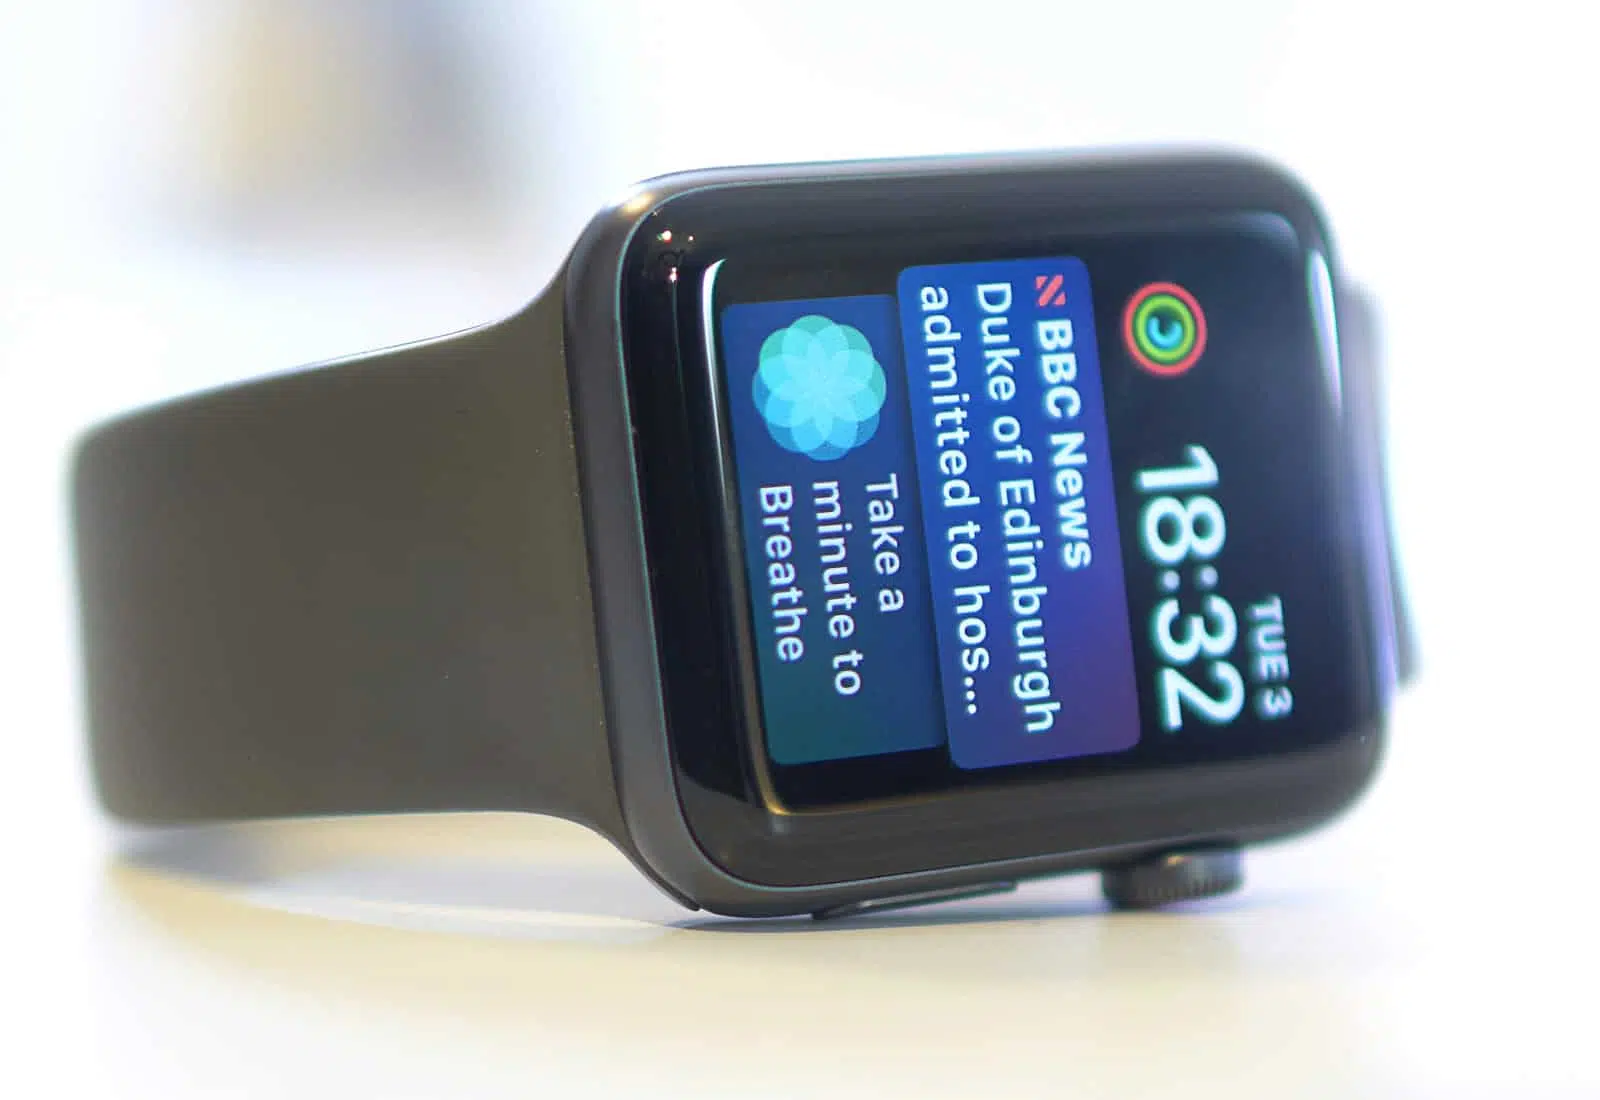 TUE 3
18:32
BBC News
Duke of Edinburgh
admitted to hos...
Take a
minute to
Breathe